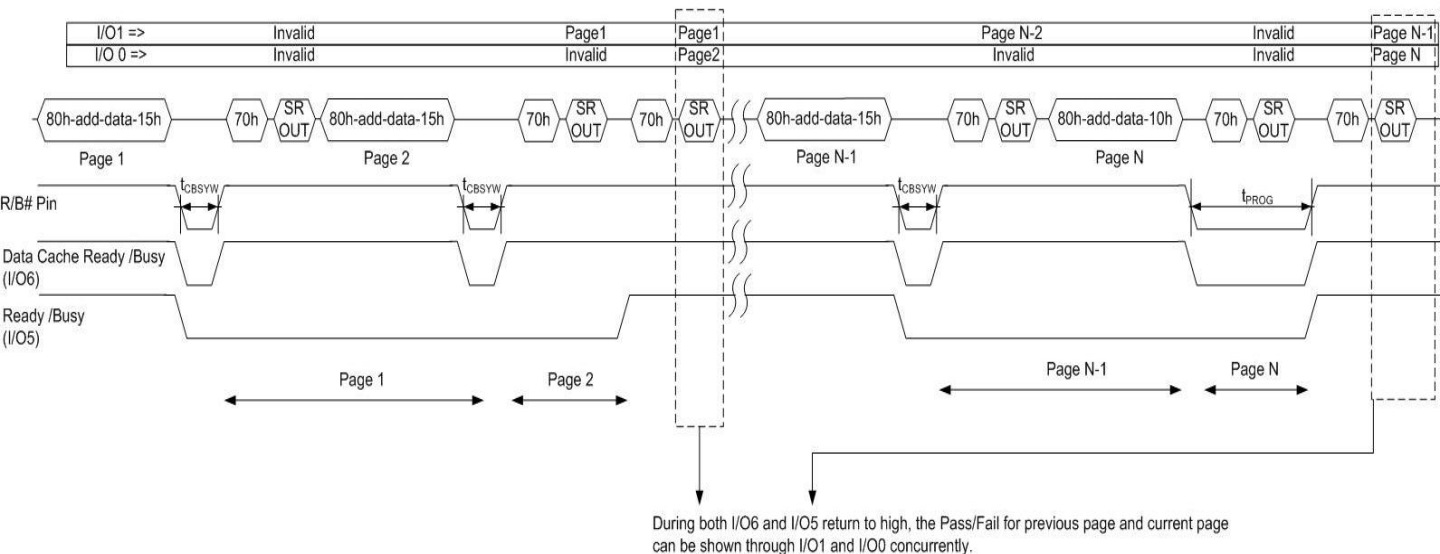 I/O1 => Invalid Page1 Page1 Page N-2 Invalid Page N-1
I/O 0 => Invalid Invalid Page2 Invalid Invalid Page N
80h-add-data-15h 70h SR OUT 80h-add-data-15h 70h SR OUT 70h SR OUT 80h-add-data-15h 70h SR OUT 80h-add-data-10h 70h SR OUT 70h SR OUT
Page 1 Page 2 Page N-1 Page N
R/B# Pin tCBSYW tCBSYW tCBSYW tPROG
Data Cache Ready /Busy
(I/O6)
Ready /Busy
(I/O5)
Page 1 Page 2 Page N-1 Page N
During both I/O6 and I/O5 return to high, the Pass/Fail for previous page and current page
can be shown through I/O1 and I/O0 concurrently.